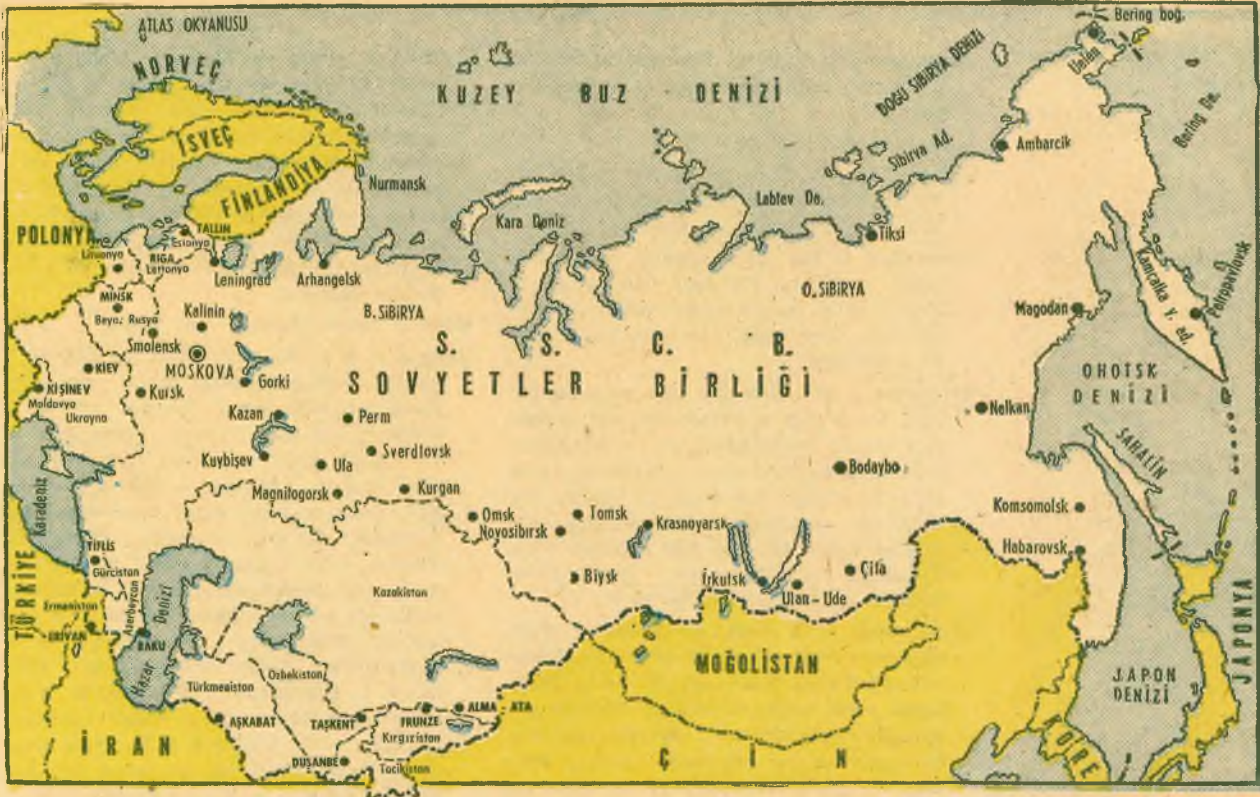 ATLAS OKYANUSU
Bering boğ.
Uelen
NORVEÇ
KUZEY BUZ DENİZİ
DOĞU SİBİRYA DENİZİ
Bering De.
İSVEÇ
FİNLANDİYA
Nurmansk
Sibirya Ad.
Ambarcik
Kara Deniz
Labtev De.
POLONYA
TALLİN
Estonya
Lituanya
RİGA
Lettonya
Leningrad
Arhangelsk
Tiksi
Kamçatka Y. ad.
Petropavlovsk
MİNSK
Beya. Rusya
Kalinin
B. SİBİRYA
O. SİBİRYA
Magodan
Smolensk
MOSKOVA
S. S. C. B.
SOVYETLER BİRLİĞİ
OHOTSK
DENİZİ
KİEV
KİŞİNEV
Moldavya
Ukrayna
Kursk
Gorki
Kazan
Perm
Nelkan
SAHALİN
Kuybişev
Ufa
Sverdlovsk
Bodaybo
Magnitogorsk
Kurgan
Karadeniz
Omsk
Novosibirsk
Tomsk
Krasnoyarsk
Komsomolsk
Habarovsk
TİFLİS
Gürcistan
Biysk
İrkutsk
Ulan-Ude
Çita
TÜRKİYE
Ermenistan
ERİVAN
Azerbeycan
BAKU
Hazar Denizi
Kazakistan
MOĞOLİSTAN
JAPONYA
JAPON
DENİZİ
Türkmenistan
Özbekistan
AŞKABAT
TAŞKENT
FRUNZE
ALMA-ATA
Kırgızistan
İRAN
DUŞANBE
Tacikistan
ÇİN
KORE